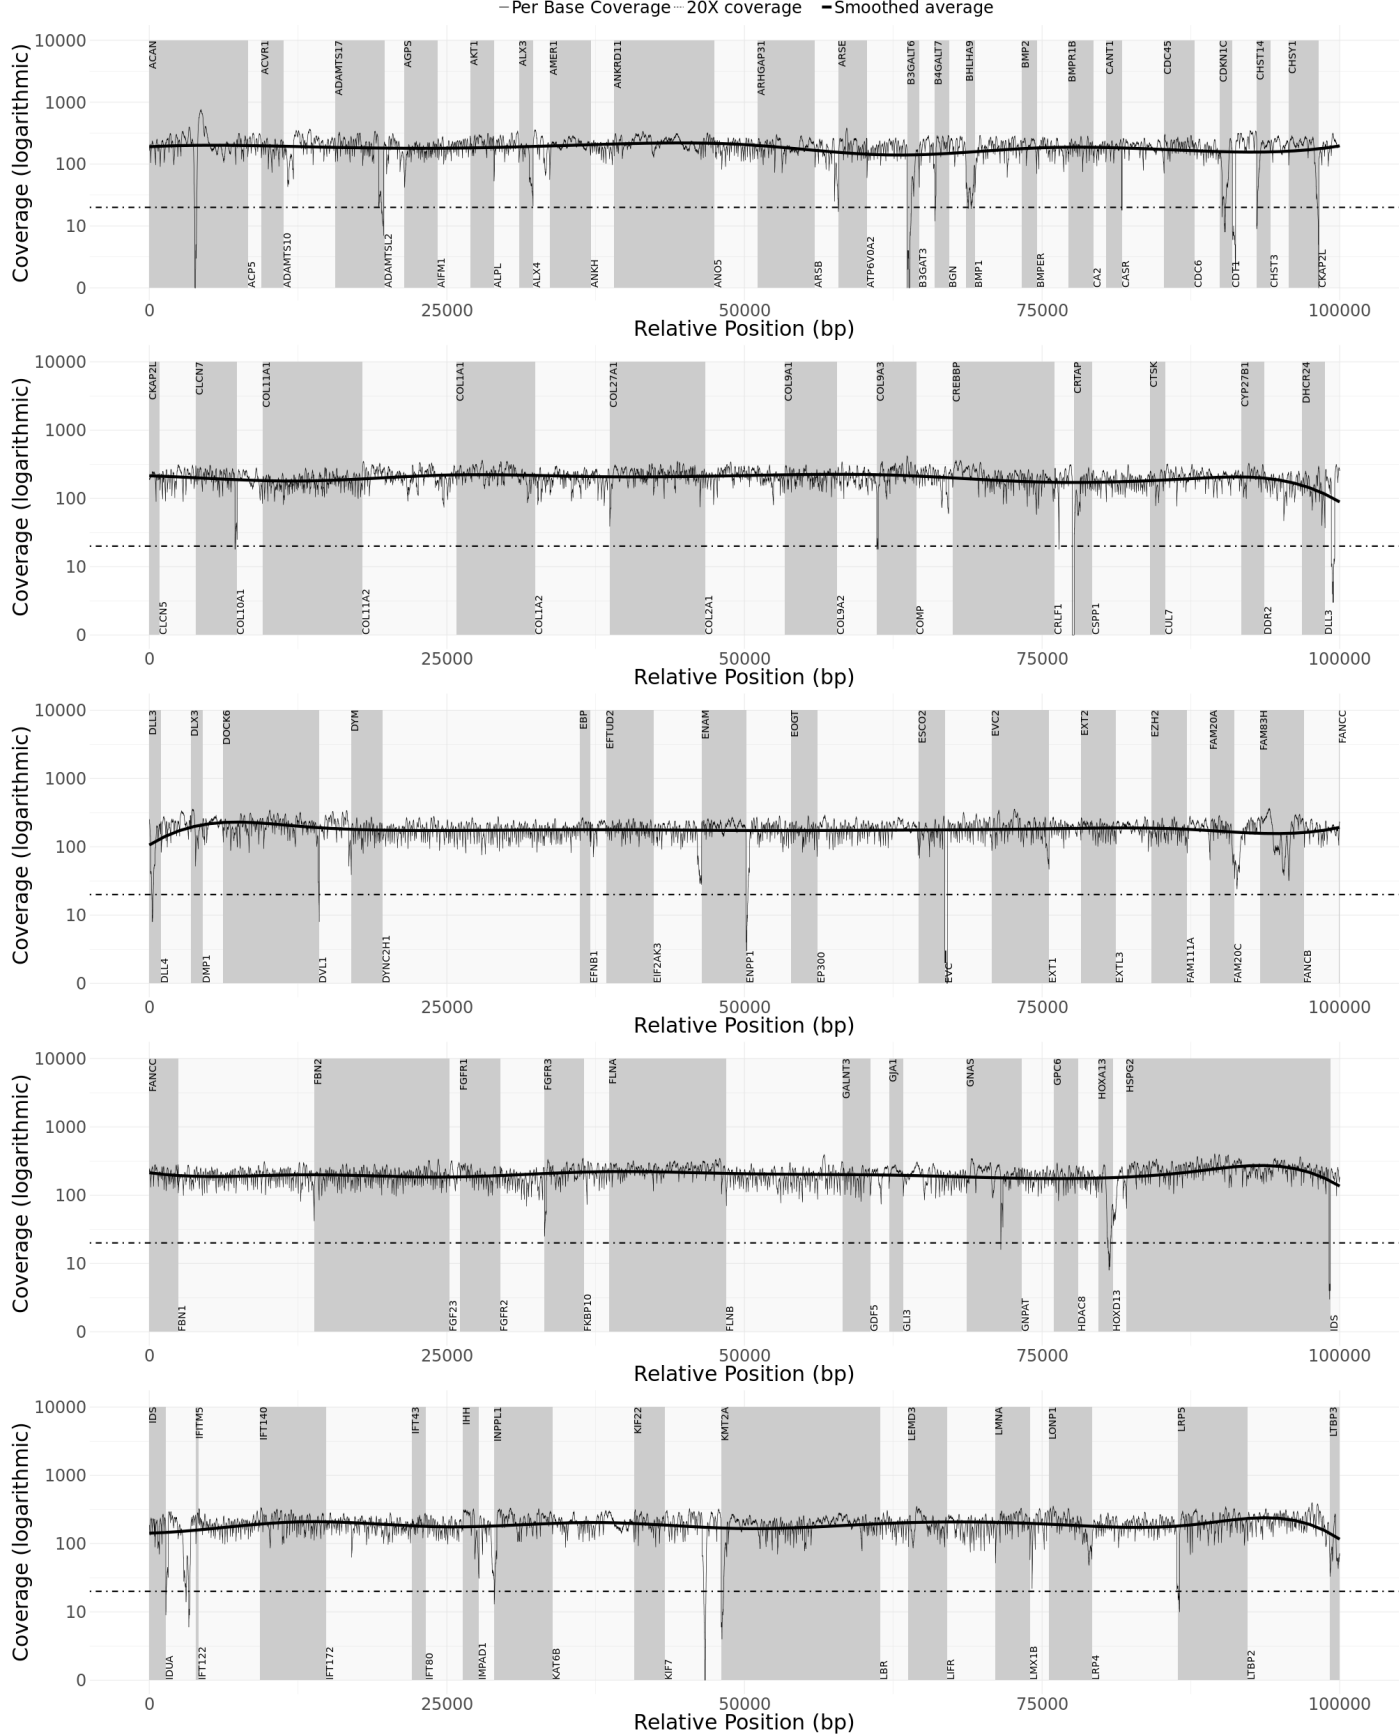 Per Base Coverage 20X coverage Smoothed average
Coverage (logarithmic)
10000
1000
100
10
0
ACAN ACVR1 ADAMTS17 AGPS AKT1 ALX3 AMER1 ANKRD11 ARHGAP31 ARSE B3GALT6 B4GALT7 BHLHA9 BMP2 BMPR1B CANT1 CDC45 CDKN1C CHST14 CHSY1
ACP5 ADAMTS10 ADAMTSL2 AIFM1 ALPL ALX4 ANKH ANO5 ARSB ATP6V0A2 B3GAT3 BGN BMP1 BMPER CA2 CASR CDC6 CDT1 CHST3 CKAP2L
0 25000 50000 75000 100000
Relative Position (bp)
Coverage (logarithmic)
10000
1000
100
10
0
CKAP2L CLCN7 COL11A1 COL1A1 COL27A1 COL9A1 COL9A3 CREBBP CRTAP CTSK CYP27B1 DHCR24
CLCN5 COL10A1 COL11A2 COL1A2 COL2A1 COL9A2 COMP CRLF1 CSPP1 CUL7 DDR2 DLL3
0 25000 50000 75000 100000
Relative Position (bp)
Coverage (logarithmic)
10000
1000
100
10
0
DLL3 DLX3 DOCK6 DYM EBP EFTUD2 ENAM EOGT ESCO2 EVC2 EXT2 EZH2 FAM20A FAM83H FANCC
DLL4 DMP1 DVL1 DYNC2H1 EFNB1 EIF2AK3 ENPP1 EP300 EVC EXT1 EXTL3 FAM111A FAM20C FANCB
0 25000 50000 75000 100000
Relative Position (bp)
Coverage (logarithmic)
10000
1000
100
10
0
FANCC FBN2 FGFR1 FGFR3 FLNA GALNT3 GJA1 GNAS GPC6 HOXA13 HSPG2
FBN1 FGF23 FGFR2 FKBP10 FLNB GDF5 GLI3 GNPAT HDAC8 HOXD13 IDS
0 25000 50000 75000 100000
Relative Position (bp)
Coverage (logarithmic)
10000
1000
100
10
0
IDS IFITM5 IFT140 IFT43 IHH INPPL1 KIF22 KMT2A LEMD3 LMNA LONP1 LRP5 LTBP3
IDUA IFT122 IFT172 IFT80 IMPAD1 KAT6B KIF7 LBR LIFR LMX1B LRP4 LTBP2
0 25000 50000 75000 100000
Relative Position (bp)